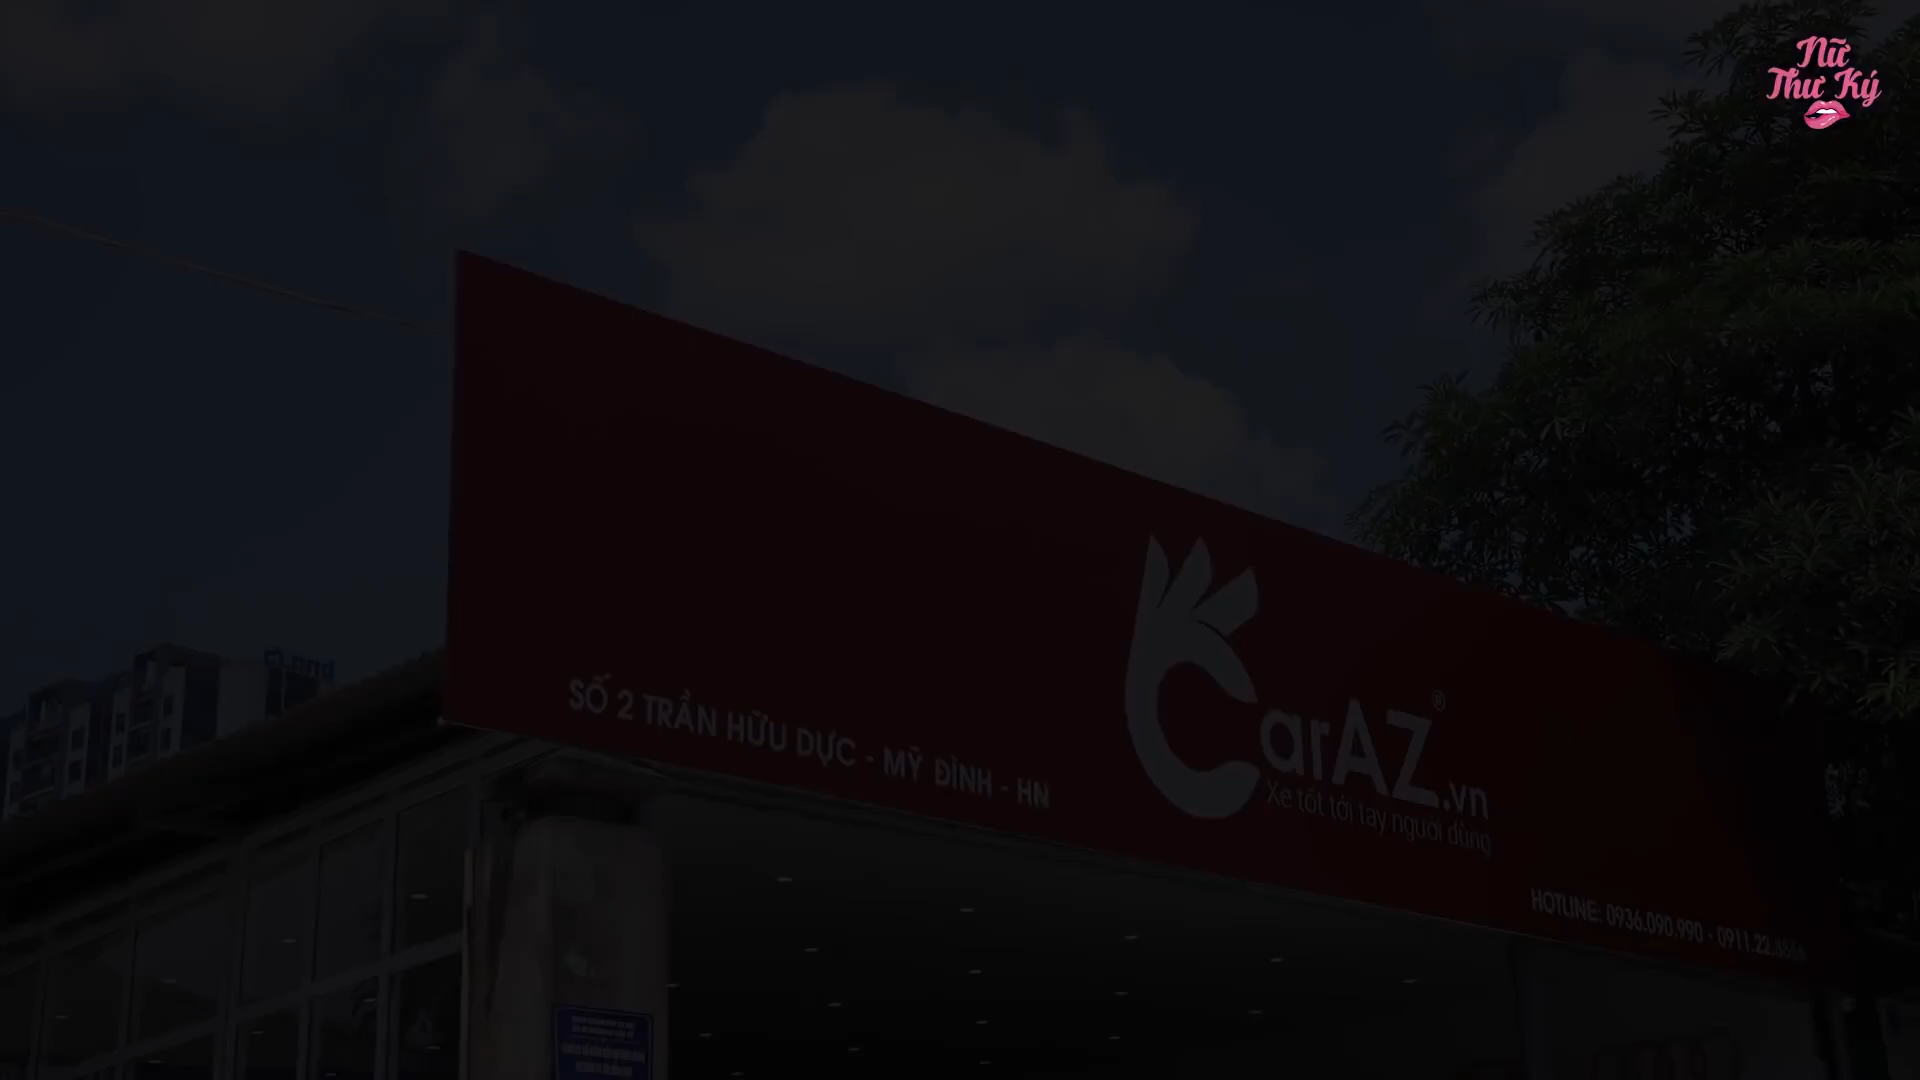 Nữ
Thư Ký
SỐ 2 TRẦN HỮU DỰC - MỸ ĐÌNH - HN
CarAZ.vn ®
Xe tốt tới tay người dùng
HOTLINE: 0936.090.990 - 0911.22.